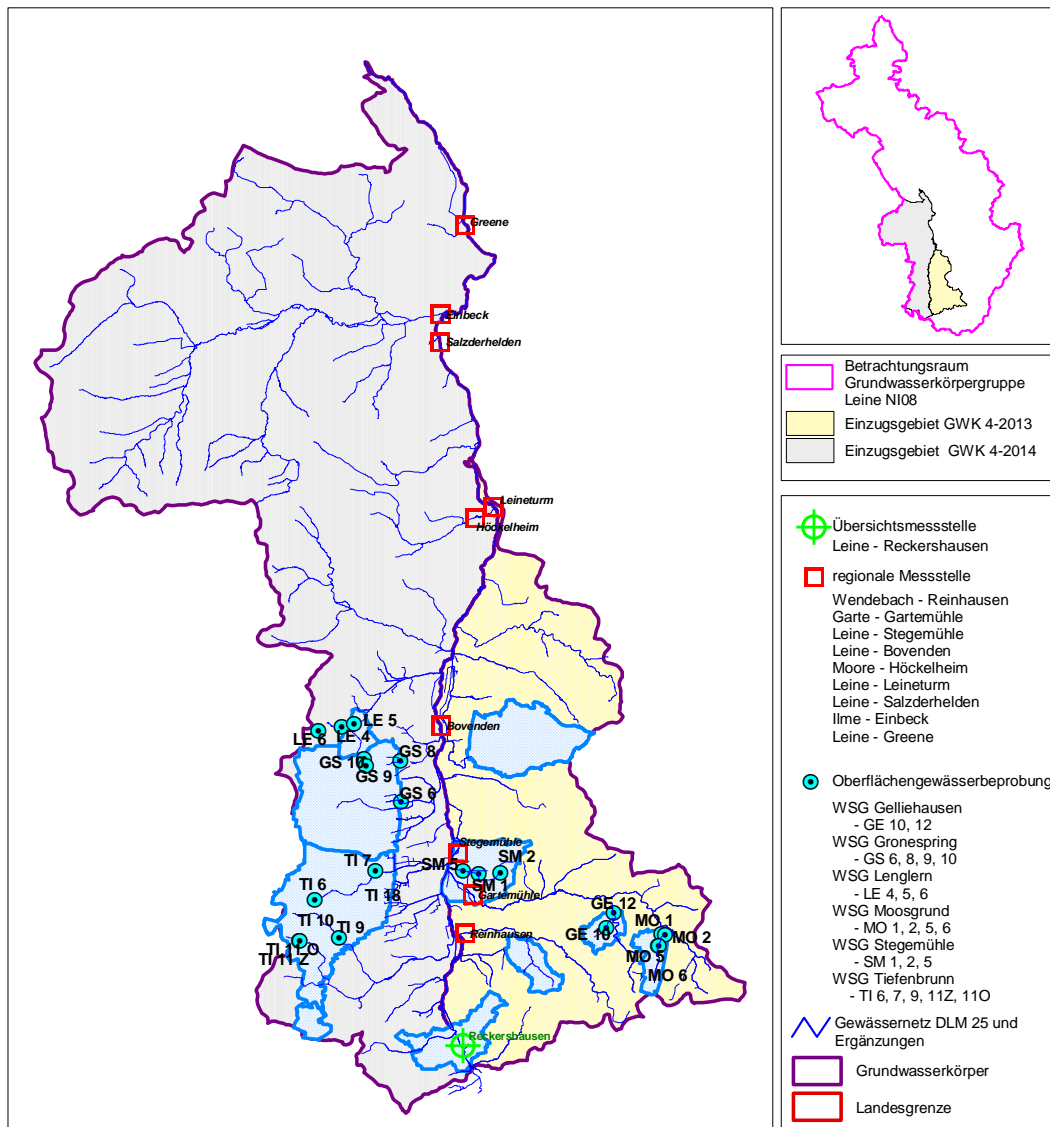 Greene
Einbeck
Salzderhelden
Leineturm
Höckelheim
LE 5
LE 6
LE 4
Bovenden
GS 8
GS 10
GS 9
GS 6
Stegemühle
TI 7
SM 5
SM 2
SM 1
TI 6
TI 18
Gartemühle
GE 12
TI 10
TI 9
MO 1
GE 10
Reinhausen
MO 2
TI 11 O
MO 5
TI 11 Z
MO 6
Reckershausen
Betrachtungsraum
Grundwasserkörpergruppe
Leine NI08
Einzugsgebiet GWK 4-2013
Einzugsgebiet GWK 4-2014
Übersichtsmessstelle
Leine - Reckershausen
regionale Messstelle
Wendebach - Reinhausen
Garte - Gartemühle
Leine - Stegemühle
Leine - Bovenden
Moore - Höckelheim
Leine - Leineturm
Leine - Salzderhelden
Ilme - Einbeck
Leine - Greene
Oberflächengewässerbeprobung
WSG Gelliehausen
- GE 10, 12
WSG Gronespring
- GS 6, 8, 9, 10
WSG Lenglern
- LE 4, 5, 6
WSG Moosgrund
- MO 1, 2, 5, 6
WSG Stegemühle
- SM 1, 2, 5
WSG Tiefenbrunn
- TI 6, 7, 9, 11Z, 11O
Gewässernetz DLM 25 und
Ergänzungen
Grundwasserkörper
Landesgrenze